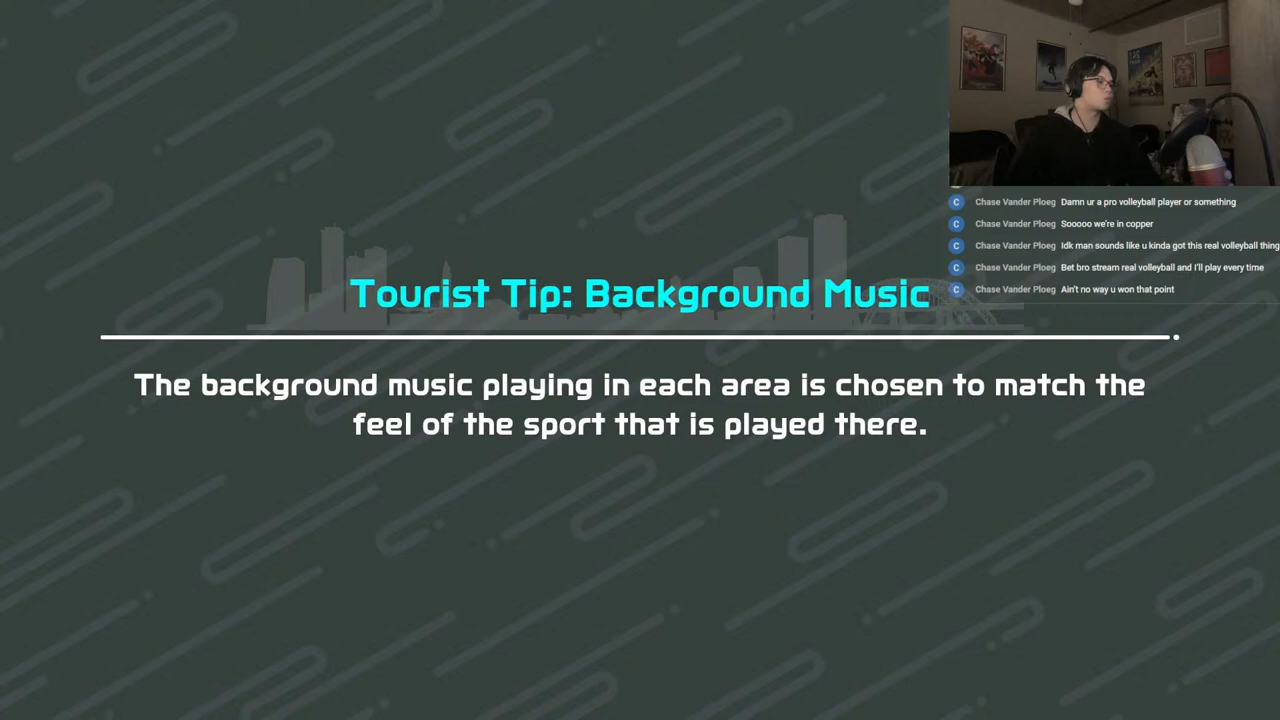 Chase Vander Ploeg Damn ur a pro volleyball player or something
C Chase Vander Ploeg Sooooo we're in copper
C Chase Vander Ploeg Idk man sounds like u kinda got this real volleyball thing
C Chase Vander Ploeg Bet bro stream real volleyball and I'll play every time
C Chase Vander Ploeg Ain't no way u won that point
Tourist Tip: Background Music
The background music playing in each area is chosen to match the
feel of the sport that is played there.